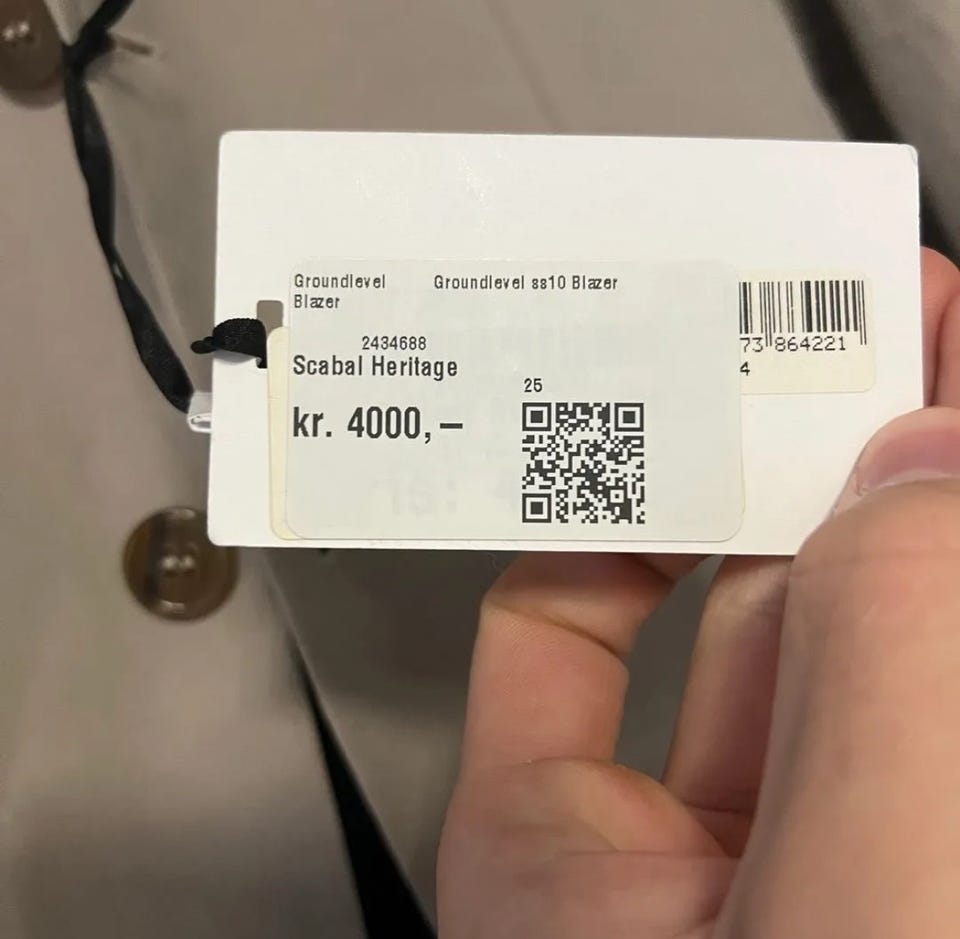 Groundlevel Groundlevel ss10 Blazer
Blazer
2434688
Scabal Heritage
25
kr. 4000,–
73 864221
4